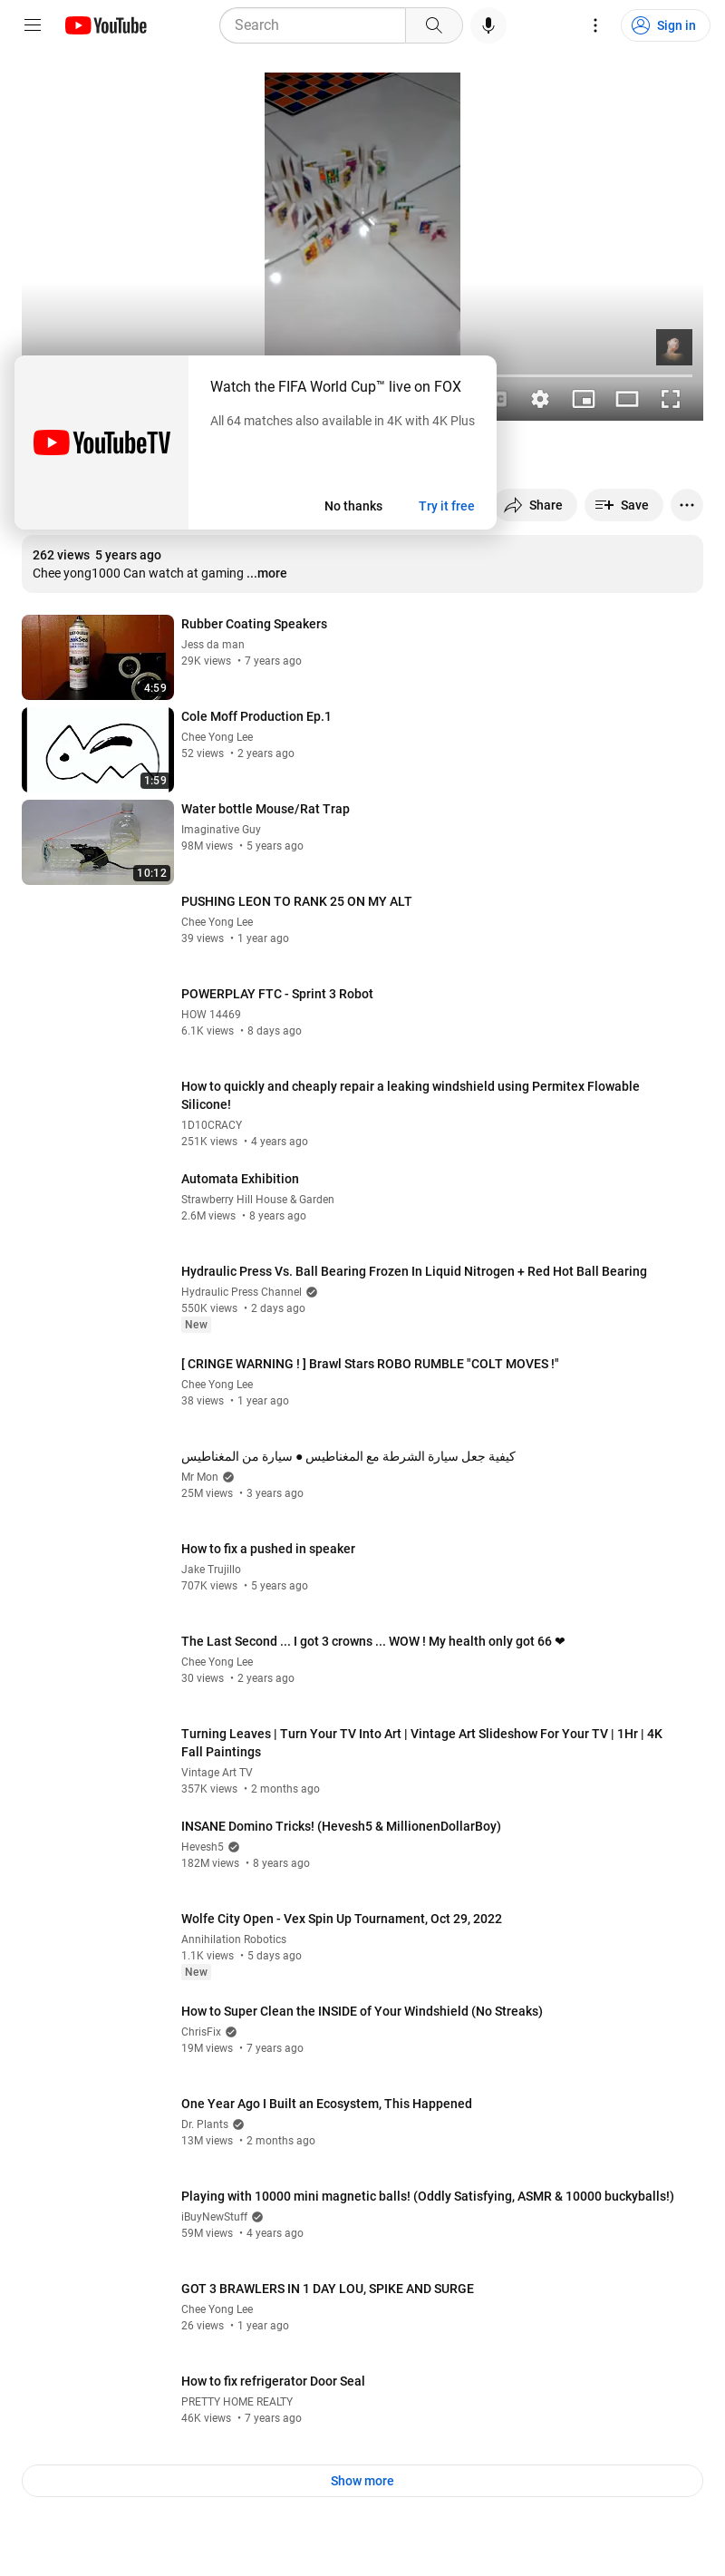 YouTube
Search
Sign in
Watch the FIFA World Cup™ live on FOX
All 64 matches also available in 4K with 4K Plus
YouTubeTV
No thanks
Try it free
Share
Save
262 views 5 years ago
Chee yong1000 Can watch at gaming ...more
Rubber Coating Speakers
Jess da man
29K views • 7 years ago
4:59
Cole Moff Production Ep.1
Chee Yong Lee
52 views • 2 years ago
1:59
Water bottle Mouse/Rat Trap
Imaginative Guy
98M views • 5 years ago
10:12
PUSHING LEON TO RANK 25 ON MY ALT
Chee Yong Lee
39 views • 1 year ago
POWERPLAY FTC - Sprint 3 Robot
HOW 14469
6.1K views • 8 days ago
How to quickly and cheaply repair a leaking windshield using Permitex Flowable
Silicone!
1D10CRACY
251K views • 4 years ago
Automata Exhibition
Strawberry Hill House & Garden
2.6M views • 8 years ago
Hydraulic Press Vs. Ball Bearing Frozen In Liquid Nitrogen + Red Hot Ball Bearing
Hydraulic Press Channel
550K views • 2 days ago
New
[ CRINGE WARNING ! ] Brawl Stars ROBO RUMBLE "COLT MOVES !"
Chee Yong Lee
38 views • 1 year ago
كيفية جعل سيارة الشرطة مع المغناطيس ● سيارة من المغناطيس
Mr Mon
25M views • 3 years ago
How to fix a pushed in speaker
Jake Trujillo
707K views • 5 years ago
The Last Second ... I got 3 crowns ... WOW ! My health only got 66 ❤
Chee Yong Lee
30 views • 2 years ago
Turning Leaves | Turn Your TV Into Art | Vintage Art Slideshow For Your TV | 1Hr | 4K
Fall Paintings
Vintage Art TV
357K views • 2 months ago
INSANE Domino Tricks! (Hevesh5 & MillionenDollarBoy)
Hevesh5
182M views • 8 years ago
Wolfe City Open - Vex Spin Up Tournament, Oct 29, 2022
Annihilation Robotics
1.1K views • 5 days ago
New
How to Super Clean the INSIDE of Your Windshield (No Streaks)
ChrisFix
19M views • 7 years ago
One Year Ago I Built an Ecosystem, This Happened
Dr. Plants
13M views • 2 months ago
Playing with 10000 mini magnetic balls! (Oddly Satisfying, ASMR & 10000 buckyballs!)
iBuyNewStuff
59M views • 4 years ago
GOT 3 BRAWLERS IN 1 DAY LOU, SPIKE AND SURGE
Chee Yong Lee
26 views • 1 year ago
How to fix refrigerator Door Seal
PRETTY HOME REALTY
46K views • 7 years ago
Show more